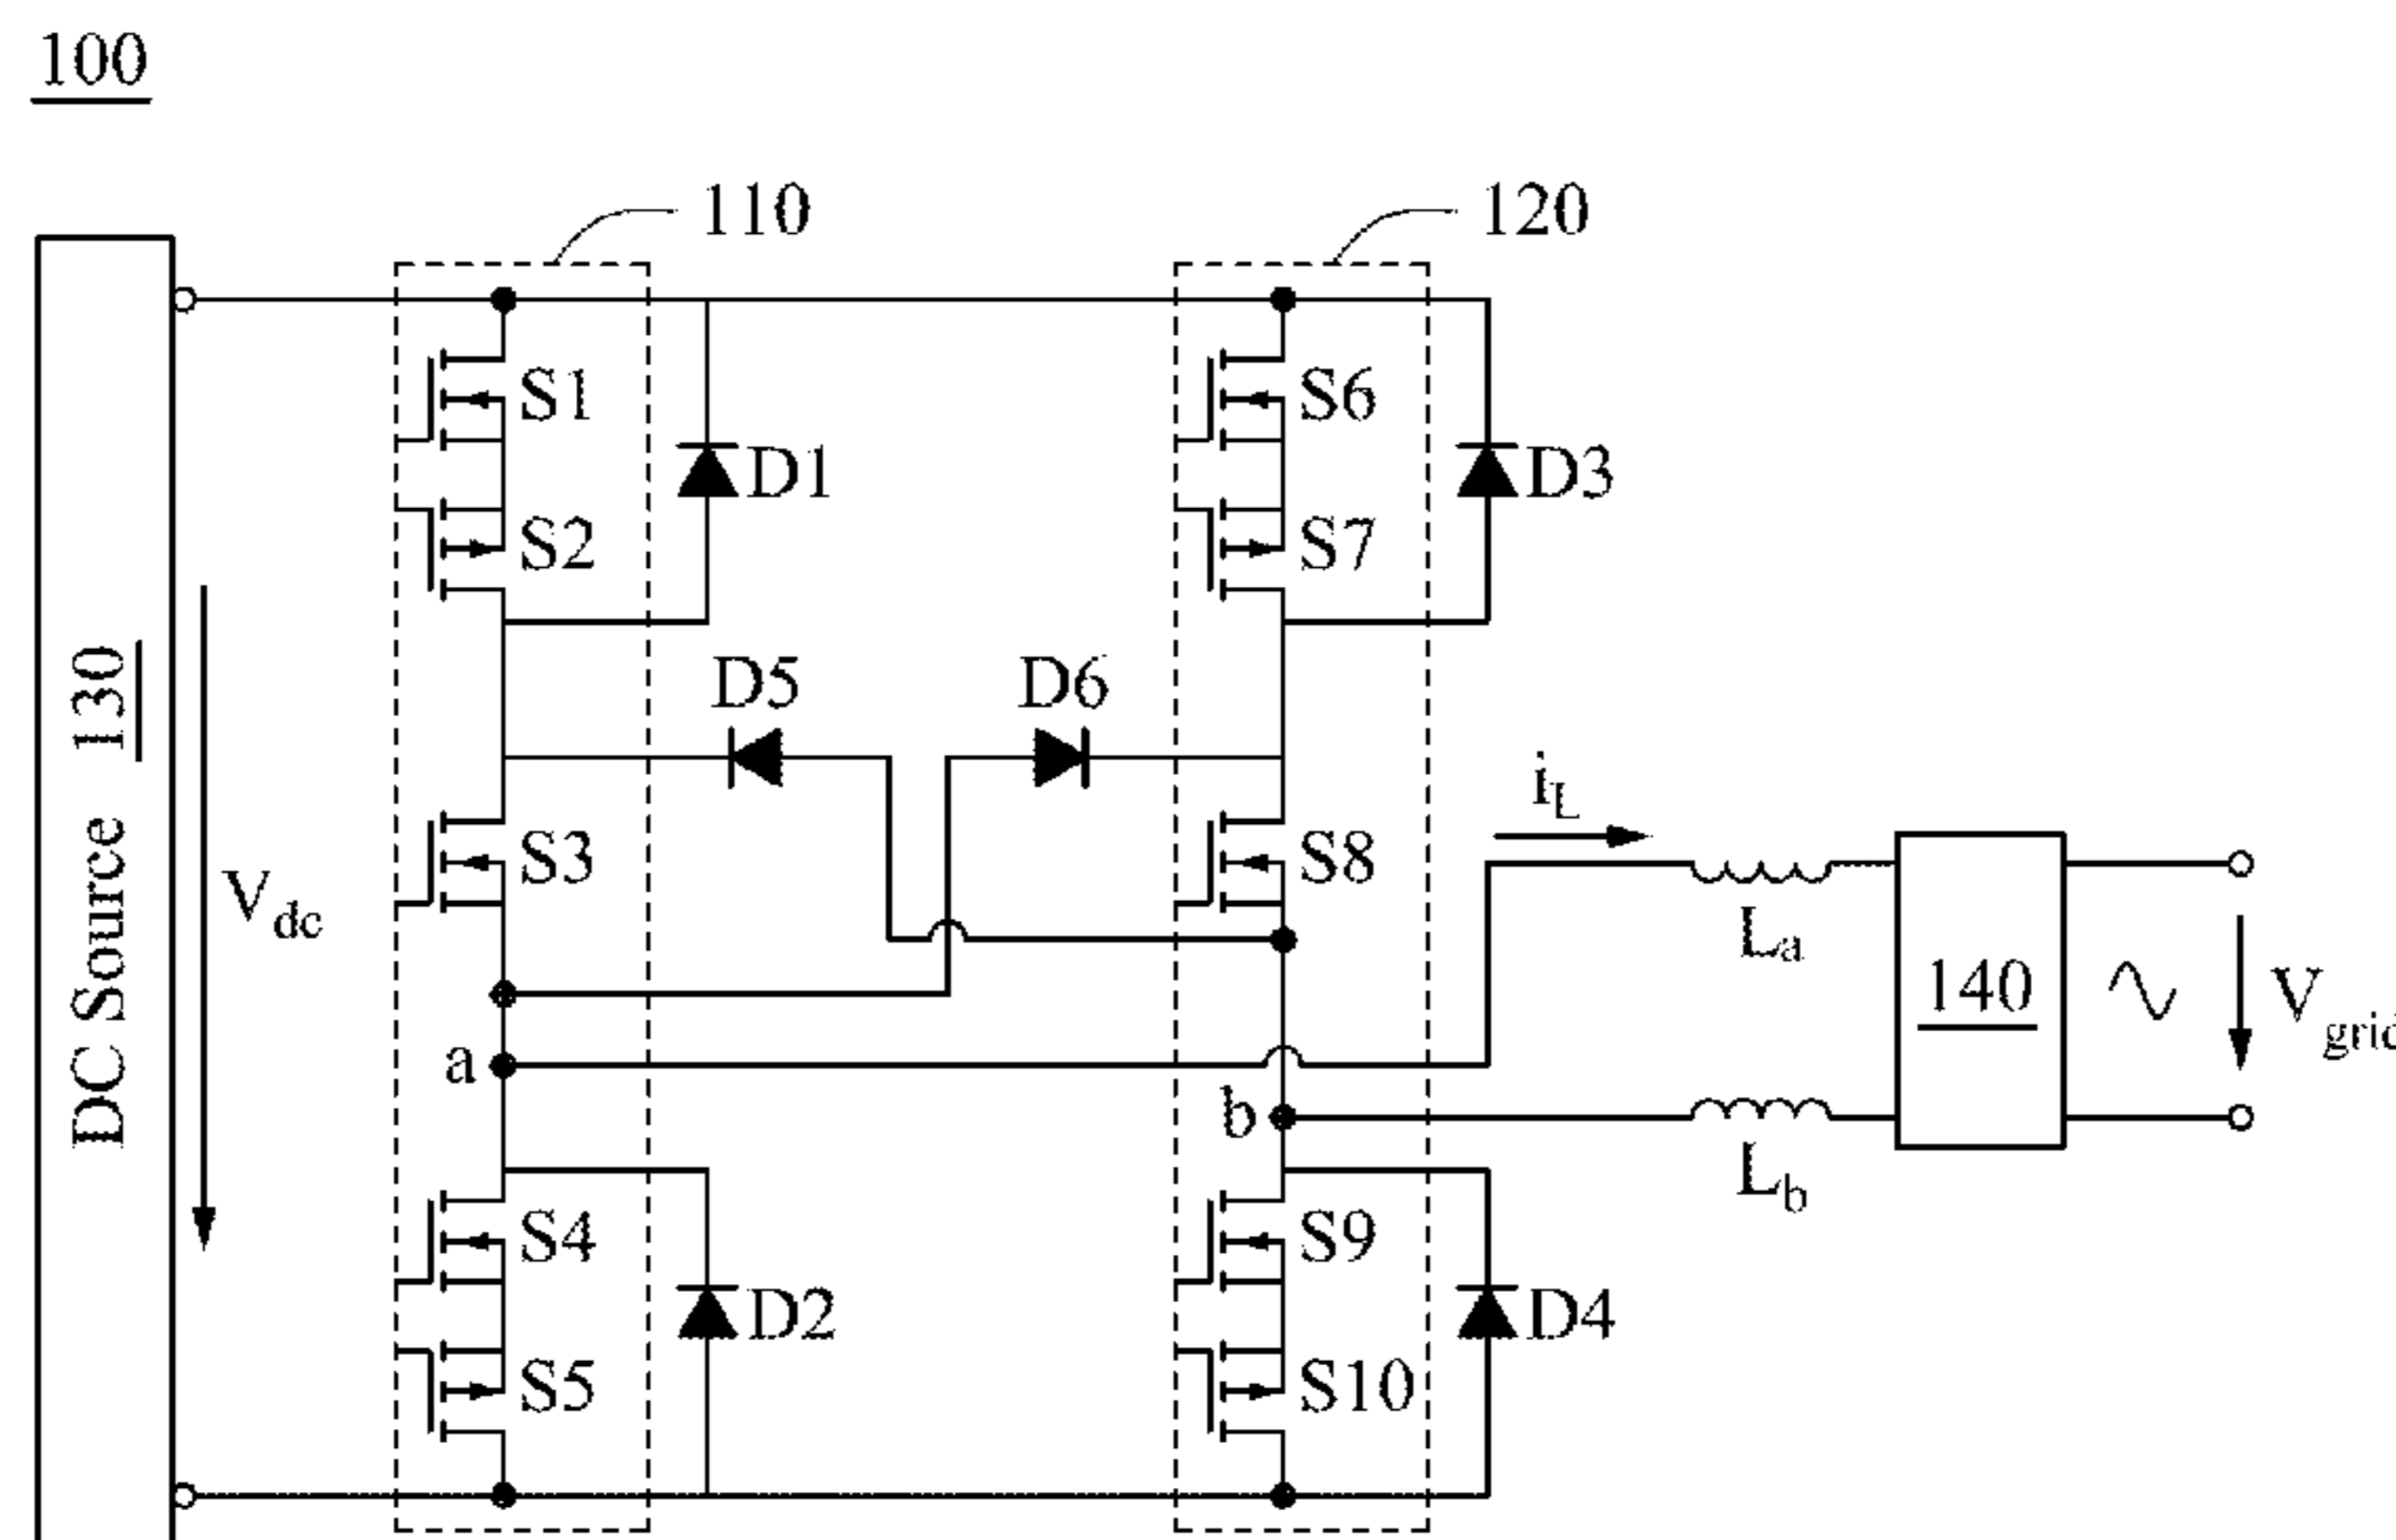 100
110
120
S1
S6
D1
D3
S2
S7
D5
D6
DC Source 130
Vdc
S3
S8
iL
La
a
140
Vgrid
b
Lb
S4
S9
D2
D4
S5
S10